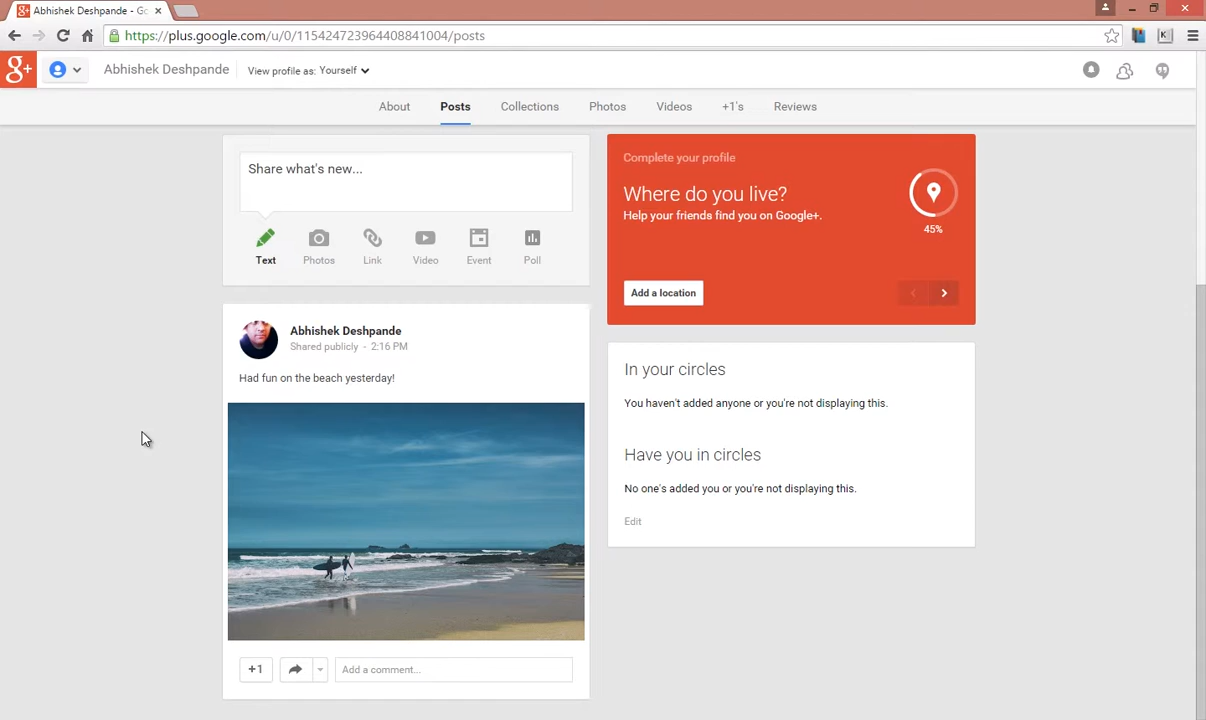 Abhishek Deshpande - Go
https://plus.google.com/u/0/115424723964408841004/posts
g+
Abhishek Deshpande
View profile as: Yourself
About
Posts
Collections
Photos
Videos
+1's
Reviews
Share what's new...
Text
Photos
Link
Video
Event
Poll
Complete your profile
Where do you live?
Help your friends find you on Google+.
45%
Add a location
Abhishek Deshpande
Shared publicly - 2:16 PM
Had fun on the beach yesterday!
+1
Add a comment...
In your circles
You haven't added anyone or you're not displaying this.
Have you in circles
No one's added you or you're not displaying this.
Edit